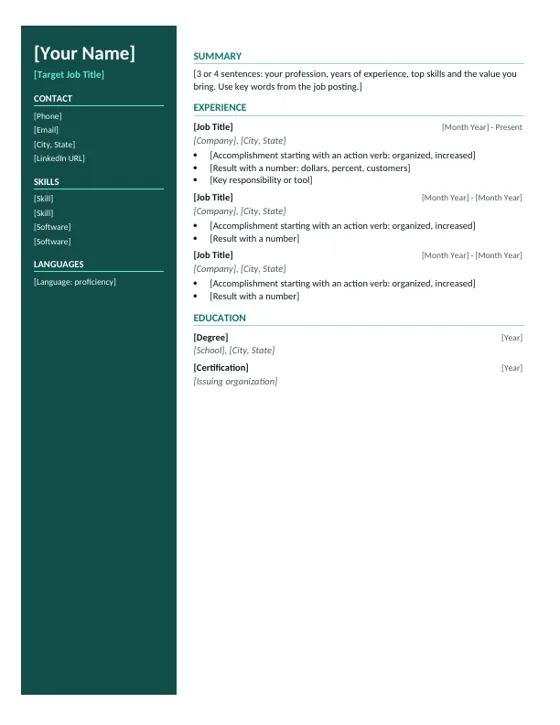 [Your Name]
[Target Job Title]
CONTACT
[Phone]
[Email]
[City, State]
[LinkedIn URL]
SKILLS
[Skill]
[Skill]
[Software]
[Software]
LANGUAGES
[Language: proficiency]
SUMMARY
[3 or 4 sentences: your profession, years of experience, top skills and the value you
bring. Use key words from the job posting.]
EXPERIENCE
[Job Title] [Month Year] - Present
[Company], [City, State]
• [Accomplishment starting with an action verb: organized, increased]
• [Result with a number: dollars, percent, customers]
• [Key responsibility or tool]
[Job Title] [Month Year] - [Month Year]
[Company], [City, State]
• [Accomplishment starting with an action verb: organized, increased]
• [Result with a number]
[Job Title] [Month Year] - [Month Year]
[Company], [City, State]
• [Accomplishment starting with an action verb: organized, increased]
• [Result with a number]
EDUCATION
[Degree] [Year]
[School], [City, State]
[Certification] [Year]
[Issuing organization]